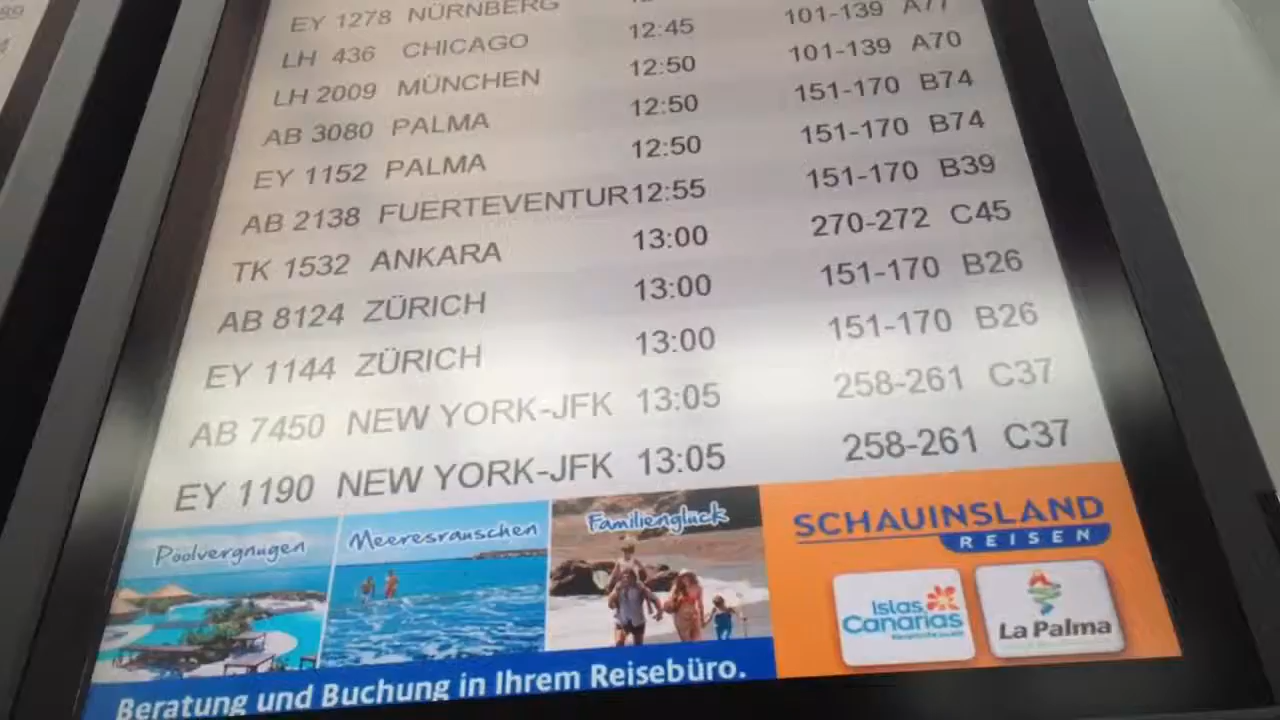 EY 1278 NÜRNBERG
LH 436 CHICAGO 12:45 101-139
LH 2009 MÜNCHEN 12:50 101-139 A70
AB 3080 PALMA 12:50 151-170 B74
EY 1152 PALMA 12:50 151-170 B74
AB 2138 FUERTEVENTUR 12:55 151-170 B39
TK 1532 ANKARA 13:00 270-272 C45
AB 8124 ZÜRICH 13:00 151-170 B26
EY 1144 ZÜRICH 13:00 151-170 B26
AB 7450 NEW YORK-JFK 13:05 258-261 C37
EY 1190 NEW YORK-JFK 13:05 258-261 C37
Poolvergnügen
Meeresrauschen
Familienglück
SCHAUINSLAND
REISEN
Islas
Canarias
La Palma
Beratung und Buchung in Ihrem Reisebüro.